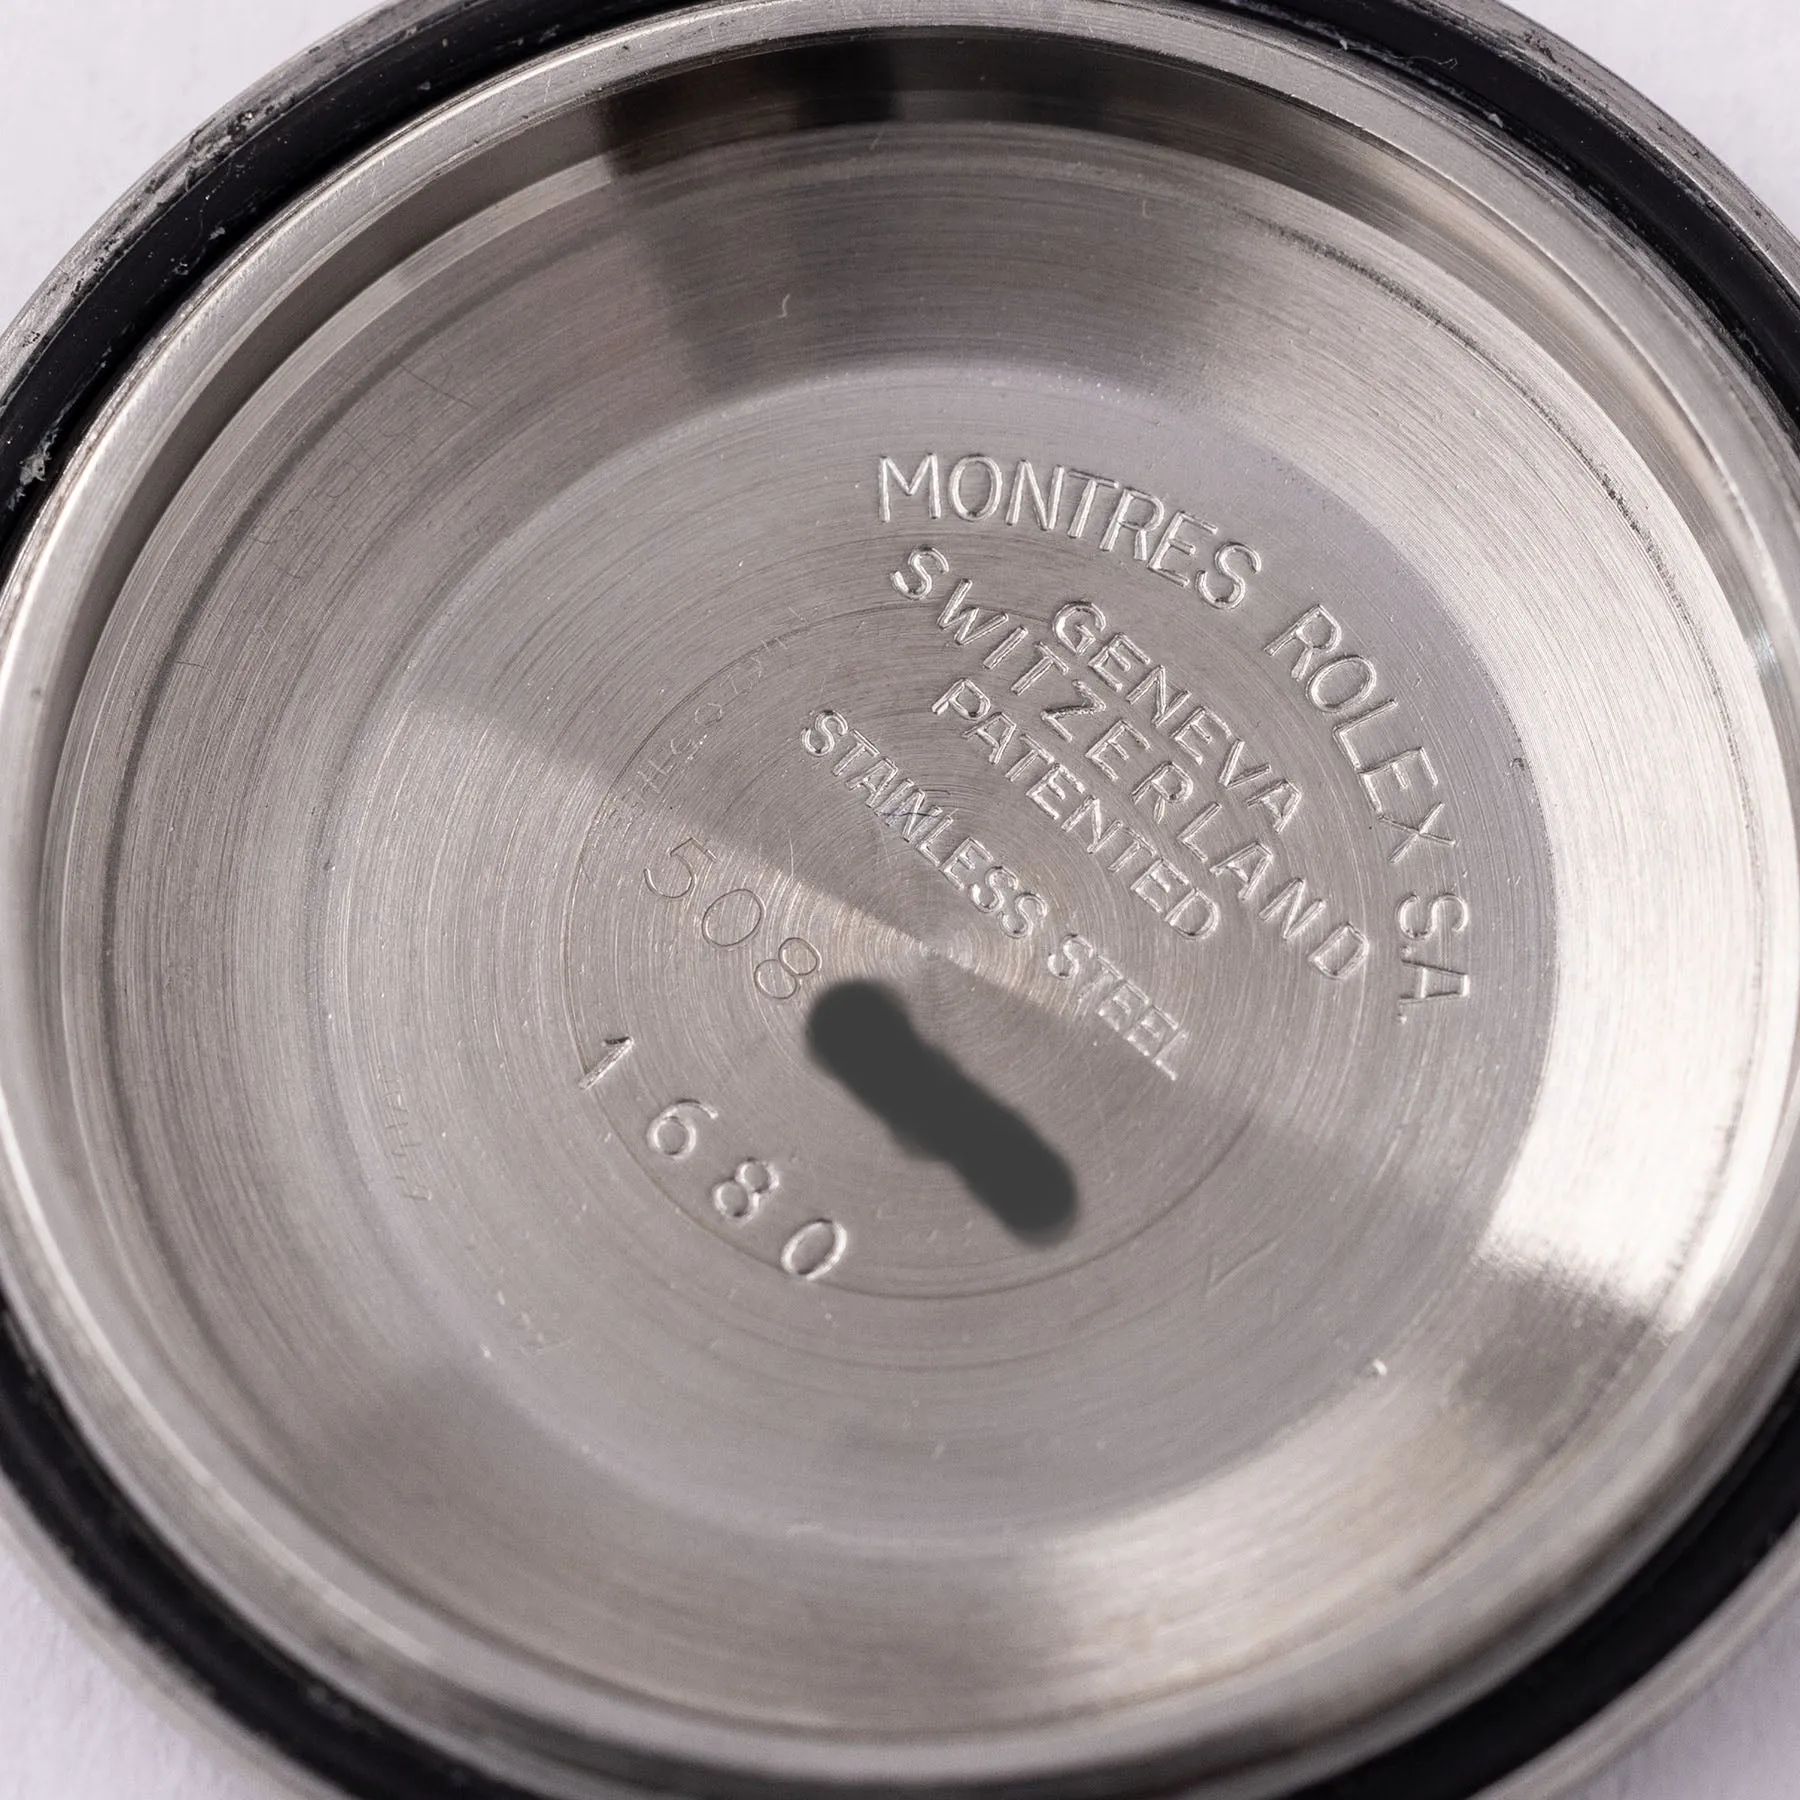 MONTRES ROLEX S.A.
GENEVA
SWITZERLAND
PATENTED
STAINLESS STEEL
508
1680